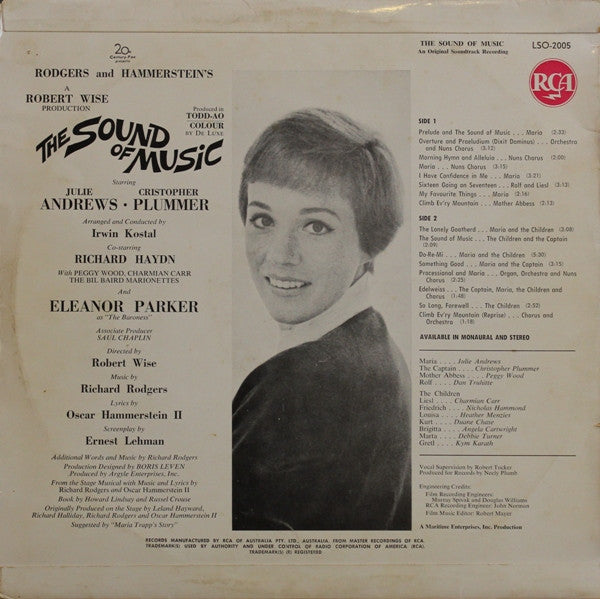 20th
Century-Fox
presents
RODGERS and HAMMERSTEIN'S
A
ROBERT WISE
PRODUCTION
Produced in
TODD-AO
COLOUR
BY DE LUXE
THE SOUND
OF MUSIC
Starring
JULIE CRISTOPHER
ANDREWS • PLUMMER
Arranged and Conducted by
Irwin Kostal
Co-starring
RICHARD HAYDN
With PEGGY WOOD, CHARMIAN CARR
THE BIL BAIRD MARIONETTES
And
ELEANOR PARKER
as "The Baroness"
Associate Producer
SAUL CHAPLIN
Directed by
Robert Wise
Music by
Richard Rodgers
Lyrics by
Oscar Hammerstein II
Screenplay by
Ernest Lehman
Additional Words and Music by Richard Rodgers
Production Designed by BORIS LEVEN
Produced by Argyle Enterprises, Inc.
From the Stage Musical with Music and Lyrics by
Richard Rodgers and Oscar Hammerstein II
Book by Howard Lindsay and Russel Crouse
Originally Produced on the Stage by Leland Hayward,
Richard Halliday, Richard Rodgers and Oscar Hammerstein II
Suggested by "Maria Trapp's Story"
THE SOUND OF MUSIC
An Original Soundtrack Recording
LSO-2005
RCA
SIDE 1
Prelude and The Sound of Music . . . Maria (2:33)
Overture and Praeludium (Dixit Dominus) . . . Orchestra
and Nuns Chorus (3:12)
Morning Hymn and Alleluia . . Nuns Chorus (2:00)
Maria . . . Nuns Chorus (3:15)
I Have Confidence in Me . . . Maria (3:21)
Sixteen Going on Seventeen . . Rolf and Liesl (3:13)
My Favourite Things . . Maria (2:16)
Climb Ev'ry Mountain . . Mother Abbess (2:13)
SIDE 2
The Lonely Goatherd . . Maria and the Children (3:08)
The Sound of Music . . . The Children and the Captain
(2:09)
Do-Re-Mi . . . Maria and the Children (5:30)
Something Good . . . Maria and the Captain (3:15)
Processional and Maria . . . Organ, Orchestra and Nuns
Chorus (2:25)
Edelweiss . . . The Captain, Maria, the Children and
Chorus (1:48)
So Long, Farewell . . . The Children (2:52)
Climb Ev'ry Mountain (Reprise) . . . Chorus and
Orchestra (1:18)
AVAILABLE IN MONAURAL AND STEREO
Maria . . . . Julie Andrews
The Captain . . . . Christopher Plummer
Mother Abbess . . . . Peggy Wood
Rolf . . . . Dan Truhitte
The Children
Liesl . . . . Charmian Carr
Friedrich . . . . Nicholas Hammond
Louisa . . . . Heather Menzies
Kurt . . . . Duane Chase
Brigitta . . . . Angela Cartwright
Marta . . . . Debbie Turner
Gretl . . . . Kym Karath
Vocal Supervision by Robert Tucker
Produced for Records by Neely Plumb
Engineering Credits:
Film Recording Engineers:
Murray Spivak and Douglas Williams
RCA Recording Engineer: John Norman
Film Music Editor: Robert Mayer
A Maritime Enterprises, Inc. Production
RECORDS MANUFACTURED BY RCA OF AUSTRALIA PTY. LTD., AUSTRALIA, FROM MASTER RECORDINGS OF RCA.
TRADEMARK(S) USED BY AUTHORITY AND UNDER CONTROL OF RADIO CORPORATION OF AMERICA (RCA).
TRADEMARK(S) (R) REGISTERED